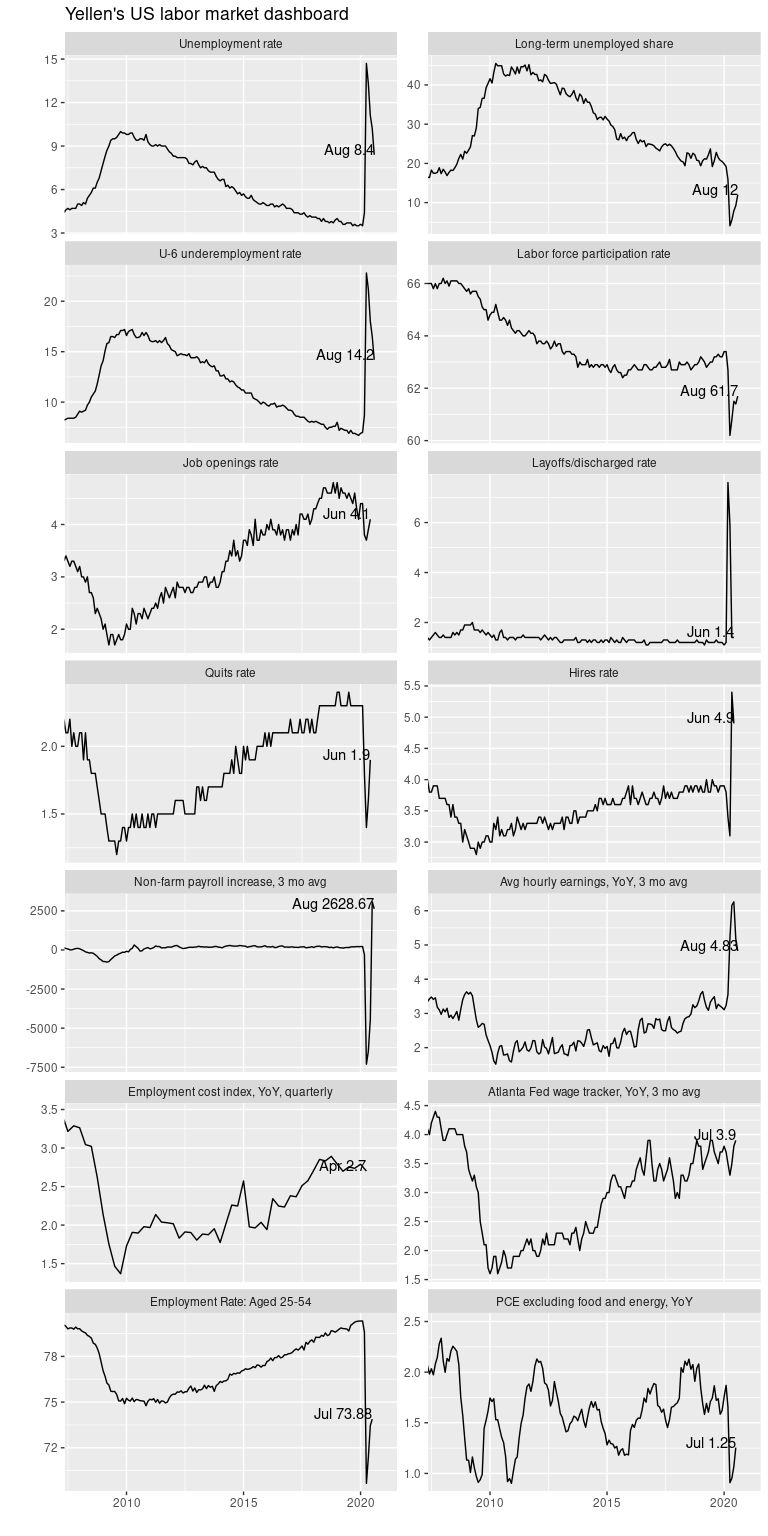 Yellen's US labor market dashboard
Unemployment rate
Long-term unemployed share
15
12
9
6
3
Aug 8.4
40
30
20
10
Aug 12
U-6 underemployment rate
Labor force participation rate
20
15
10
Aug 14.2
66
64
62
60
Aug 61.7
Job openings rate
Layoffs/discharged rate
4
3
2
Jun 4.1
6
4
2
Jun 1.4
Quits rate
Hires rate
2.0
1.5
Jun 1.9
5.5
5.0
4.5
4.0
3.5
3.0
Jun 4.9
Non-farm payroll increase, 3 mo avg
Avg hourly earnings, YoY, 3 mo avg
2500
0
-2500
-5000
-7500
Aug 2628.67
6
5
4
3
2
Aug 4.83
Employment cost index, YoY, quarterly
Atlanta Fed wage tracker, YoY, 3 mo avg
3.5
3.0
2.5
2.0
1.5
Apr 2.7
4.5
4.0
3.5
3.0
2.5
2.0
1.5
Jul 3.9
Employment Rate: Aged 25-54
PCE excluding food and energy, YoY
78
75
72
Jul 73.88
2.5
2.0
1.5
1.0
Jul 1.25
2010 2015 2020
2010 2015 2020